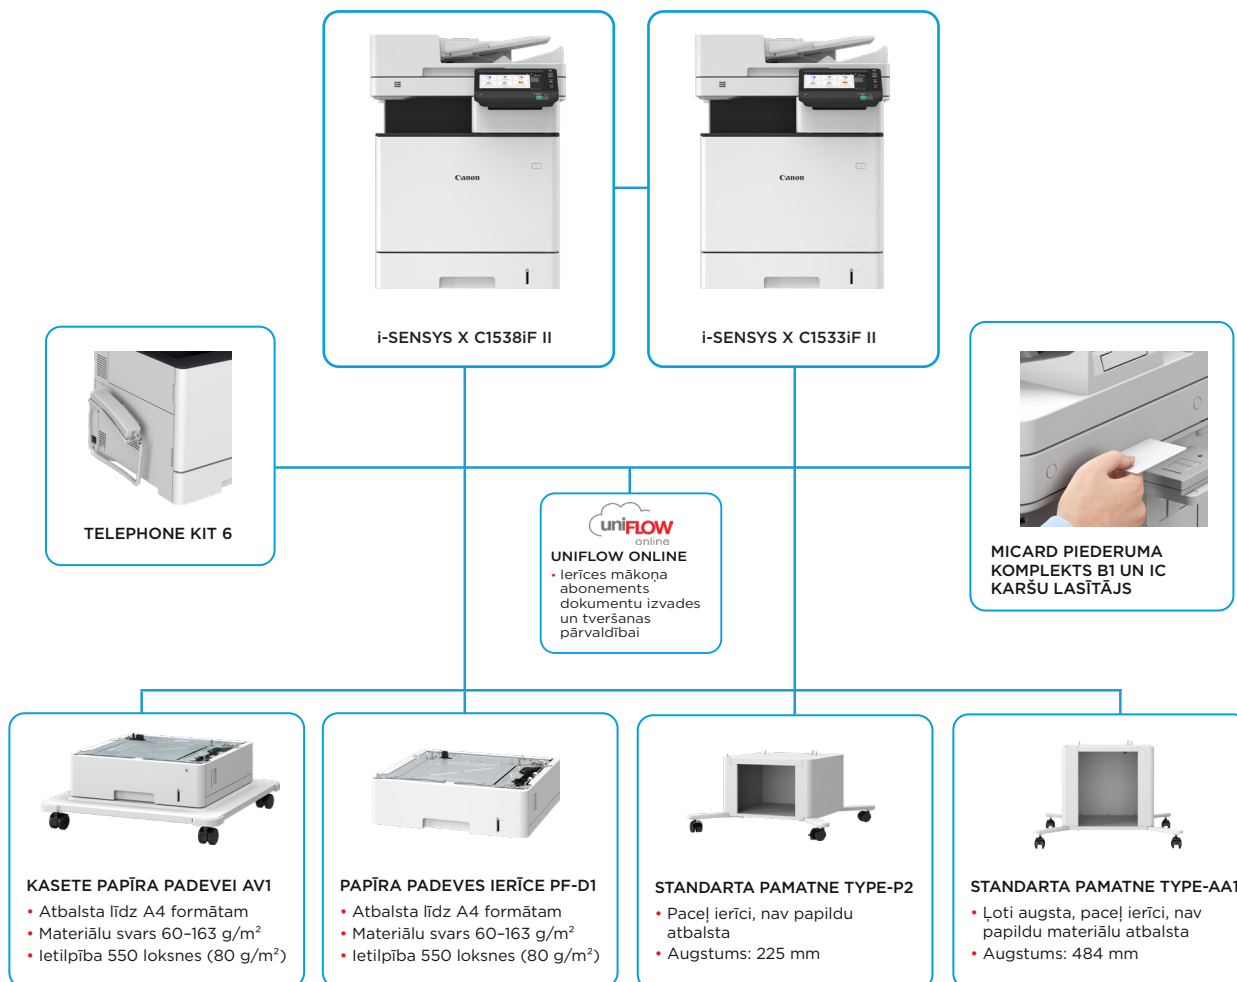 Canon
Canon
i-SENSYS X C1538iF II
i-SENSYS X C1533iF II
TELEPHONE KIT 6
uniFLOW
online
UNIFLOW ONLINE
• Ierīces mākoņa
abonements
dokumentu izvades
un tveršanas
pārvaldībai
MICARD PIEDERUMA
KOMPLEKTS B1 UN IC
KARŠU LASĪTĀJS
KASETE PAPĪRA PADEVEI AV1
• Atbalsta līdz A4 formātam
• Materiālu svars 60–163 g/m²
• Ietilpība 550 loksnes (80 g/m²)
PAPĪRA PADEVES IERĪCE PF-D1
• Atbalsta līdz A4 formātam
• Materiālu svars 60–163 g/m²
• Ietilpība 550 loksnes (80 g/m²)
STANDARTA PAMATNE TYPE-P2
• Paceļ ierīci, nav papildu
atbalsta
• Augstums: 225 mm
STANDARTA PAMATNE TYPE-AA1
• Ļoti augsta, paceļ ierīci, nav
papildu materiālu atbalsta
• Augstums: 484 mm